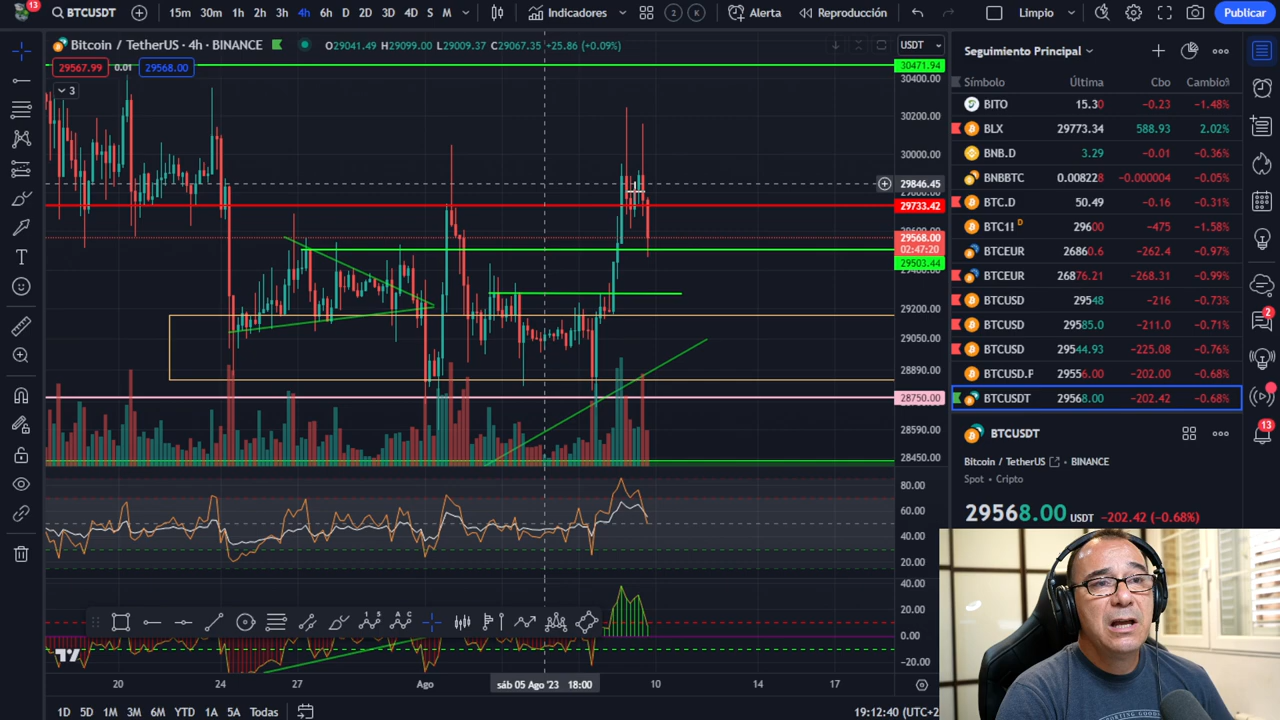 13
BTCUSDT
15m 30m 1h 2h 3h 4h 6h D 2D 3D 4D S M
Indicadores
2
K
Alerta
Reproducción
Limpio
Publicar
Bitcoin / TetherUS · 4h · BINANCE
O29041.49 H29099.00 L29009.37 C29067.35 +25.86 (+0.09%)
USDT
29567.99 0.01 29568.00
3
30471.94
30400.00
30200.00
30000.00
29846.45
29733.42
29568.00
02:47:20
29503.44
29200.00
29050.00
28890.00
28750.00
28590.00
28450.00
80.00
60.00
40.00
20.00
40.00
20.00
0.00
−20.00
1 5
A C
20 24 27 Ago sáb 05 Ago '23 18:00 10 14 17
1D 5D 1M 3M 6M YTD 1A 5A Todas
19:12:40 (UTC+2
Seguimiento Principal
Símbolo Última Cbo Cambio%
BITO 15.30 −0.23 −1.48%
BLX 29773.34 588.93 2.02%
BNB.D 3.29 −0.01 −0.36%
BNBBTC 0.008228 −0.000004 −0.05%
BTC.D 50.49 −0.16 −0.31%
BTC1! D 29600 −475 −1.58%
BTCEUR 26860.6 −262.4 −0.97%
BTCEUR 26876.21 −268.31 −0.99%
BTCUSD 29548 −216 −0.73%
BTCUSD 29585.0 −211.0 −0.71%
BTCUSD 29544.93 −225.08 −0.76%
BTCUSD.P 29556.00 −202.00 −0.68%
BTCUSDT 29568.00 −202.42 −0.68%
BTCUSDT
Bitcoin / TetherUS · BINANCE
Spot · Cripto
29568.00 USDT −202.42 (−0.68%)
2
13